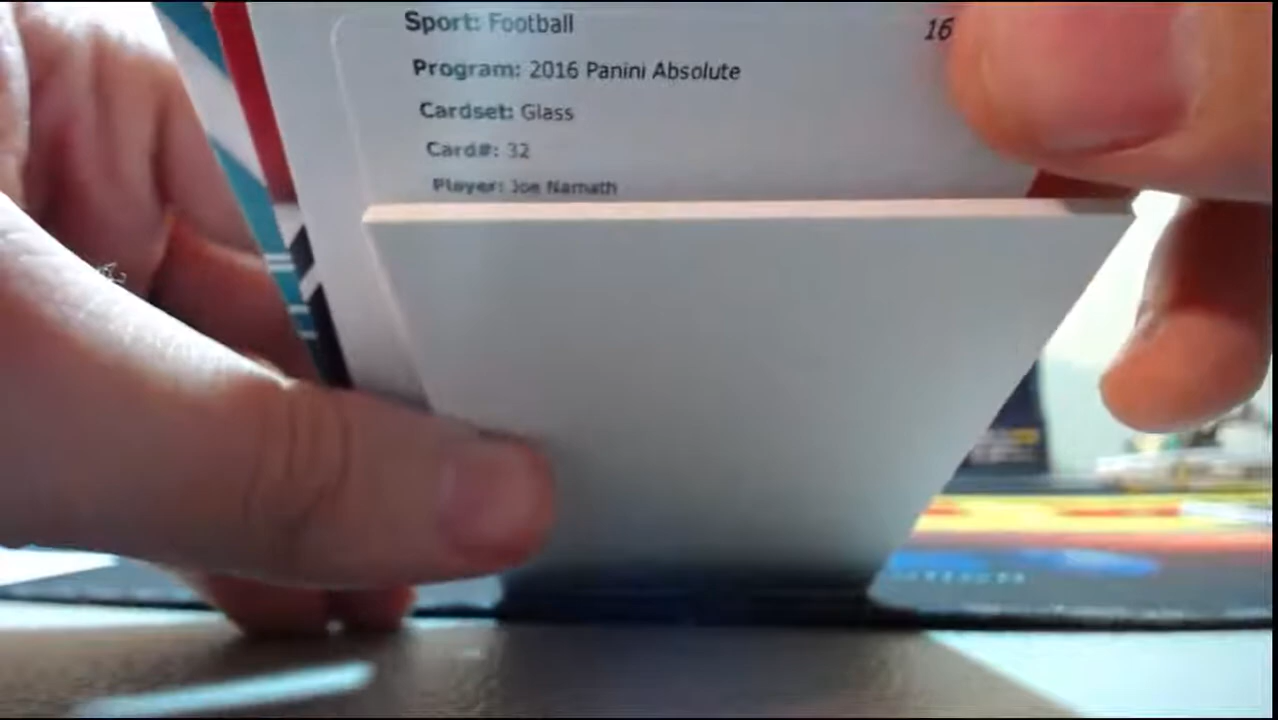 Sport: Football
16
Program: 2016 Panini Absolute
Cardset: Glass
Card#: 32
Player: Joe Namath